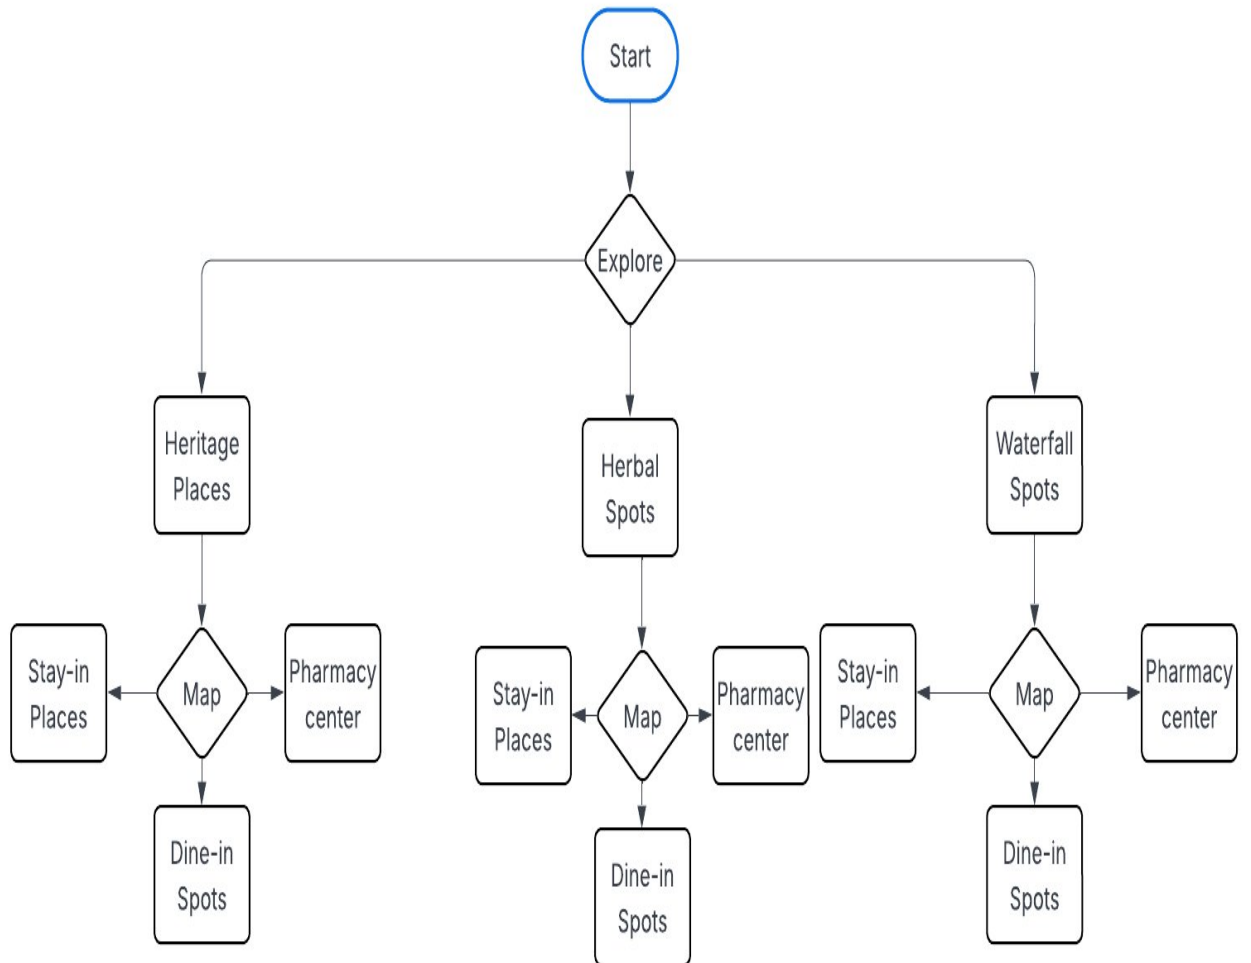 Start
Explore
Heritage
Places
Herbal
Spots
Waterfall
Spots
Stay-in
Places
Map
Pharmacy
center
Stay-in
Places
Map
Pharmacy
center
Stay-in
Places
Map
Pharmacy
center
Dine-in
Spots
Dine-in
Spots
Dine-in
Spots